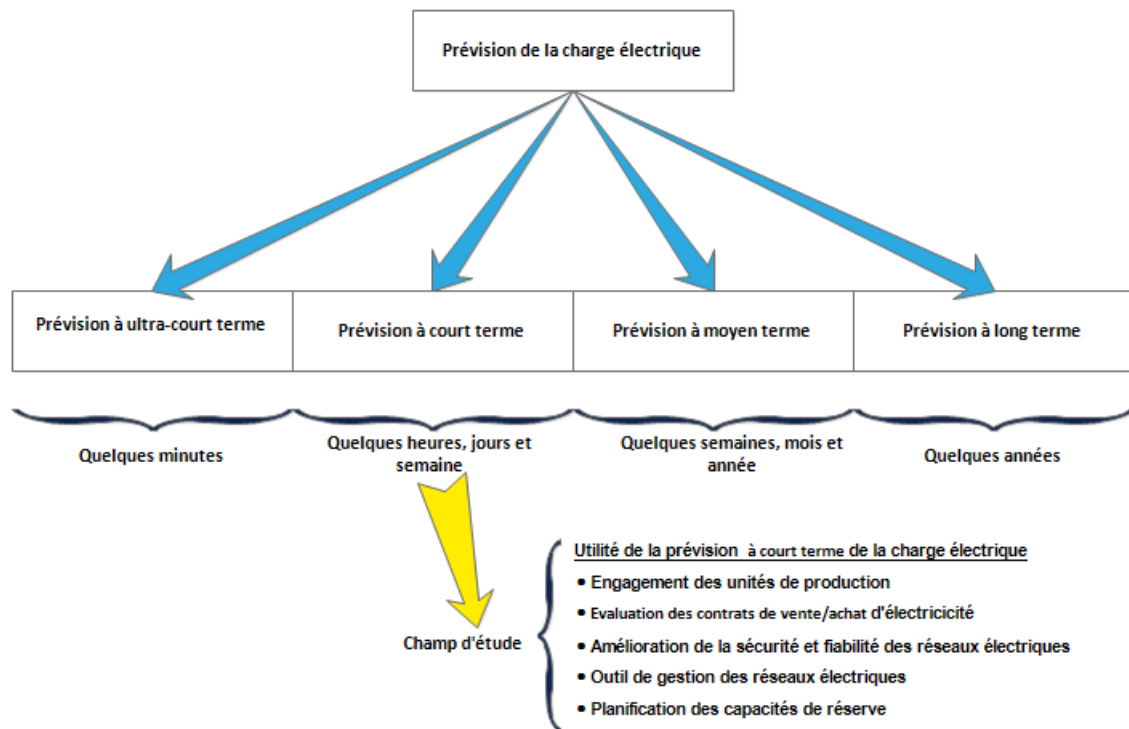 Prévision de la charge électrique
Prévision à ultra-court terme
Prévision à court terme
Prévision à moyen terme
Prévision à long terme
Quelques minutes
Quelques heures, jours et
semaine
Quelques semaines, mois et
année
Quelques années
Champ d'étude
Utilité de la prévision à court terme de la charge électrique
• Engagement des unités de production
• Evaluation des contrats de vente/achat d'électricicité
• Amélioration de la sécurité et fiabilité des réseaux électriques
• Outil de gestion des réseaux électriques
• Planification des capacités de réserve